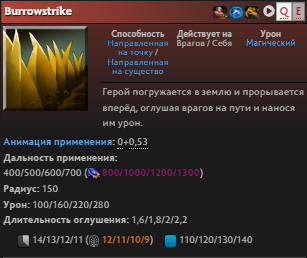 Burrowstrike
Q E
Способность Действует на Урон
Направленная Враги / Себя Магический
на точку /
Направленная
на существо
Герой погружается в землю и прорывается
вперёд, оглушая врагов на пути и нанося
им урон.
Анимация применения: 0+0,53
Дальность применения:
400/500/600/700 (800/1000/1200/1300)
Радиус: 150
Урон: 100/160/220/280
Длительность оглушения: 1,6/1,8/2/2,2
14/13/12/11 (12/11/10/9) 110/120/130/140